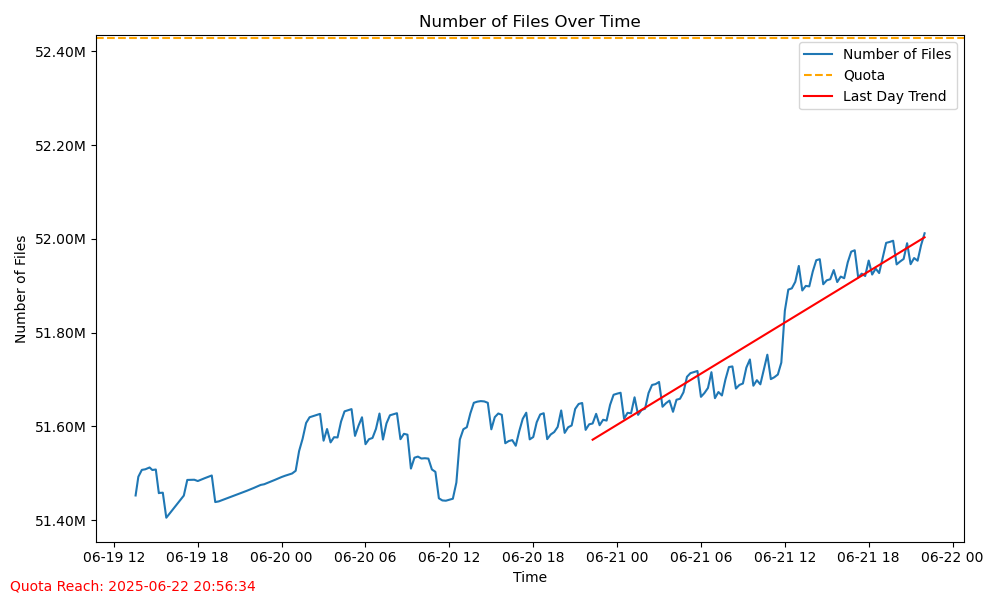 Number of Files Over Time
52.40M
52.20M
52.00M
51.80M
51.60M
51.40M
Number of Files
Number of Files
Quota
Last Day Trend
06-19 12
06-19 18
06-20 00
06-20 06
06-20 12
06-20 18
06-21 00
06-21 06
06-21 12
06-21 18
06-22 00
Time
Quota Reach: 2025-06-22 20:56:34